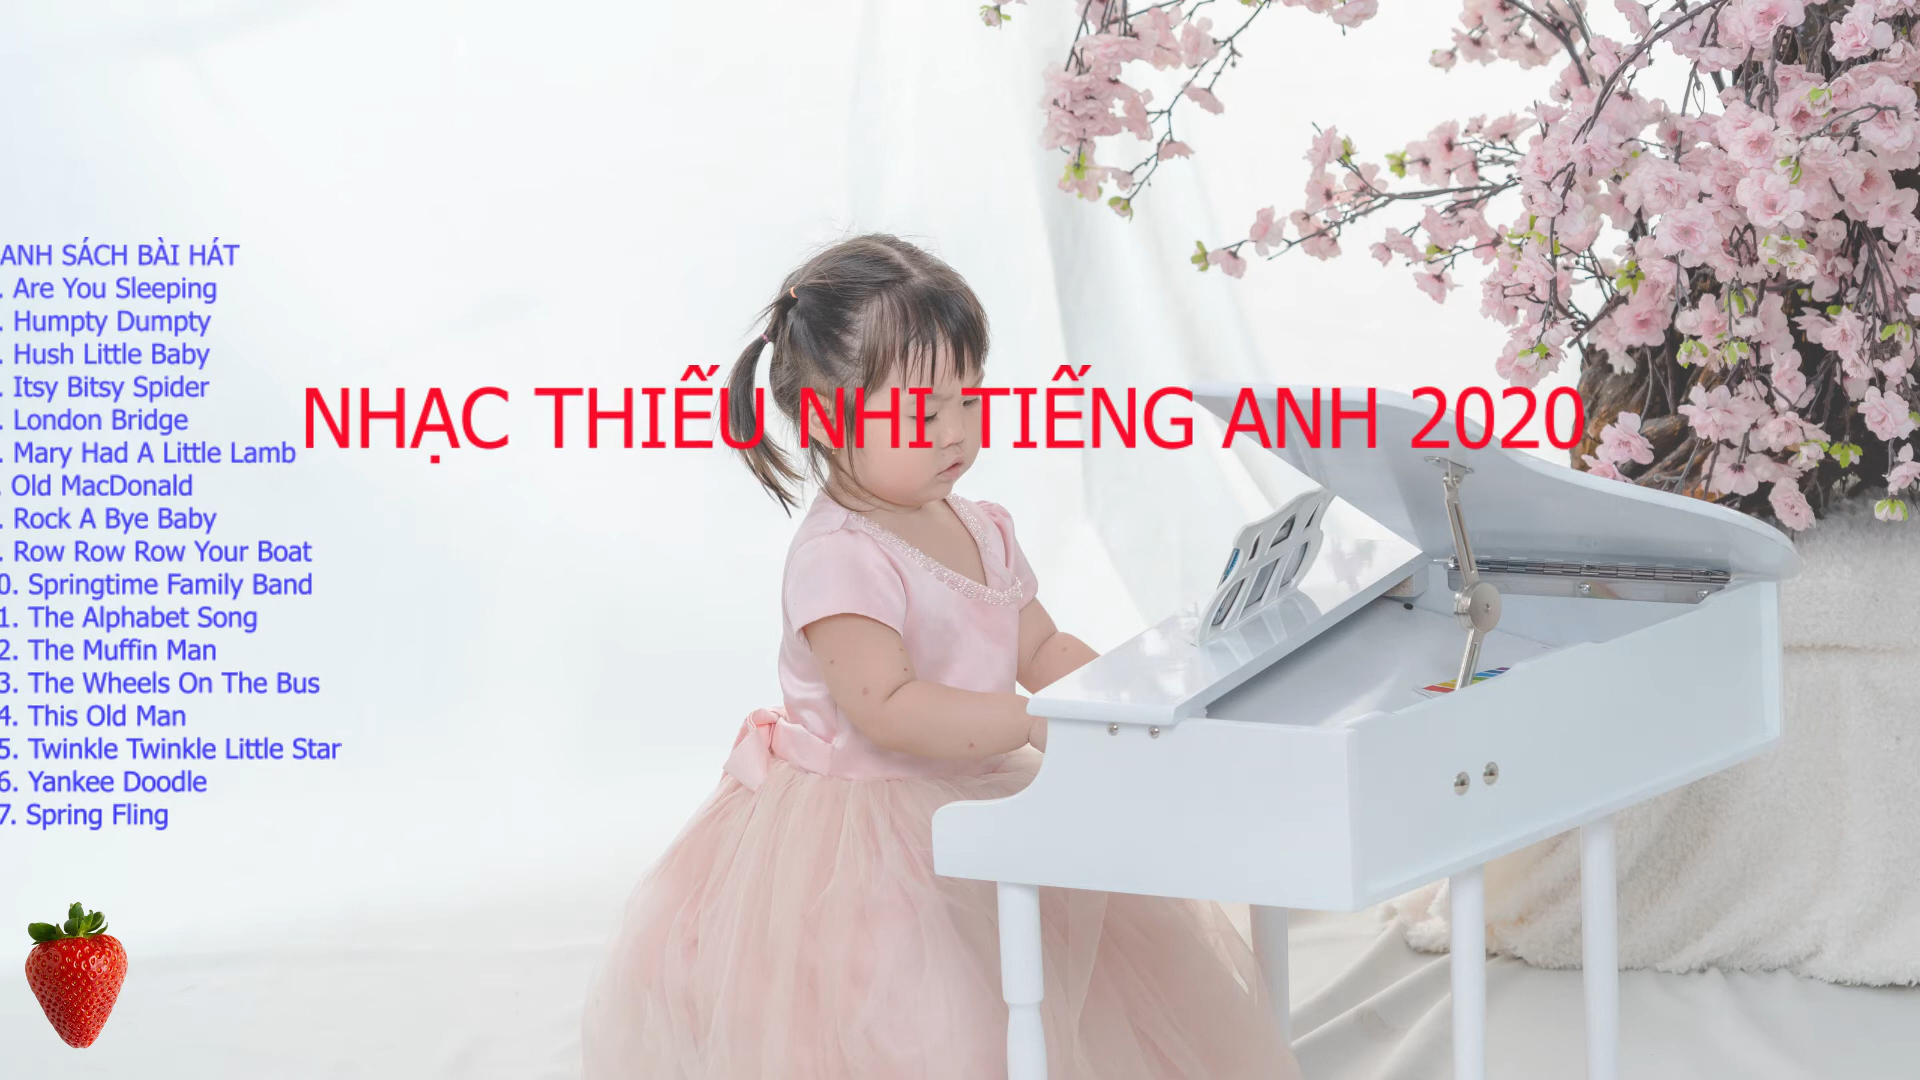 ANH SÁCH BÀI HÁT
. Are You Sleeping
. Humpty Dumpty
. Hush Little Baby
. Itsy Bitsy Spider
. London Bridge
. Mary Had A Little Lamb
. Old MacDonald
. Rock A Bye Baby
. Row Row Row Your Boat
0. Springtime Family Band
1. The Alphabet Song
2. The Muffin Man
3. The Wheels On The Bus
4. This Old Man
5. Twinkle Twinkle Little Star
6. Yankee Doodle
7. Spring Fling
NHẠC THIẾU NHI TIẾNG ANH 2020